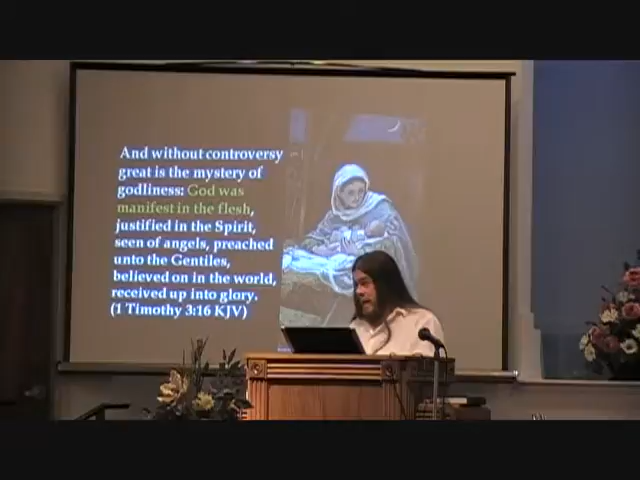 And without controversy
great is the mystery of
godliness: God was
manifest in the flesh,
justified in the Spirit,
seen of angels, preached
unto the Gentiles,
believed on in the world,
received up into glory.
(1 Timothy 3:16 KJV)